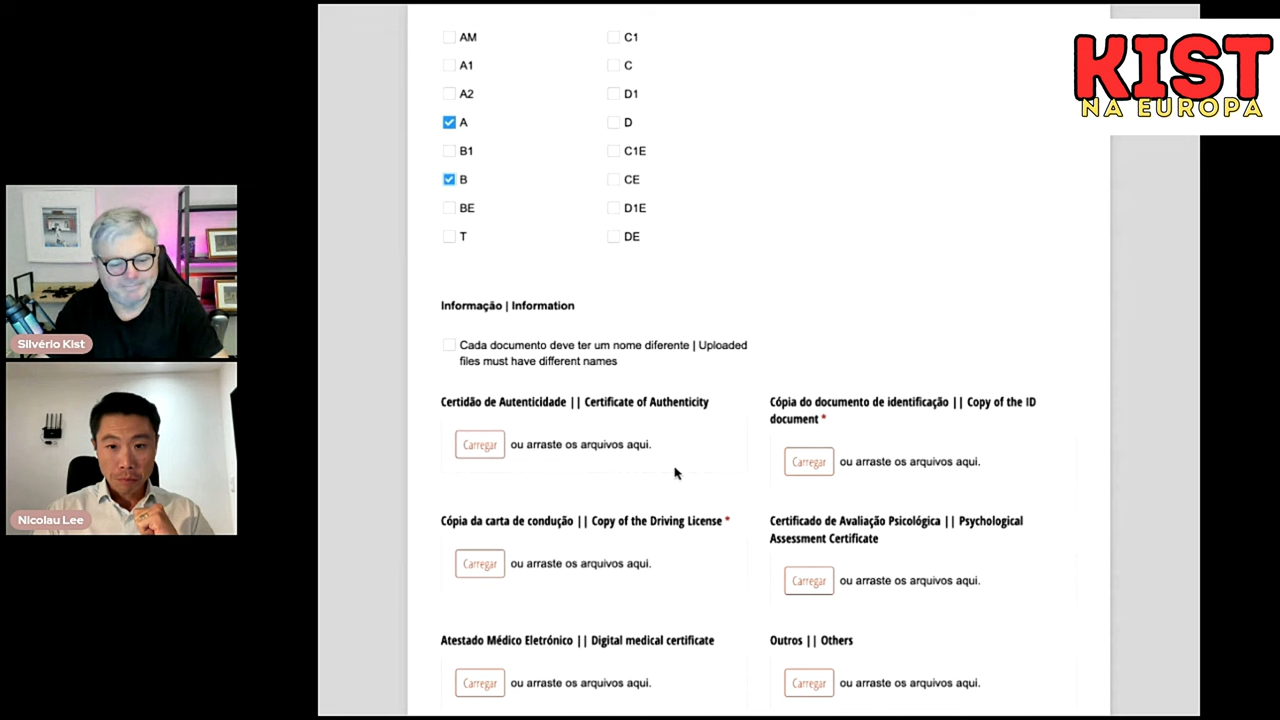 KIST
NA EUROPA
AM
C1
A1
C
A2
D1
A
D
B1
C1E
B
CE
BE
D1E
T
DE
Informação | Information
Cada documento deve ter um nome diferente | Uploaded
files must have different names
Certidão de Autenticidade || Certificate of Authenticity
Carregar ou arraste os arquivos aqui.
Cópia do documento de identificação || Copy of the ID
document *
Carregar ou arraste os arquivos aqui.
Cópia da carta de condução || Copy of the Driving License *
Carregar ou arraste os arquivos aqui.
Certificado de Avaliação Psicológica || Psychological
Assessment Certificate
Carregar ou arraste os arquivos aqui.
Atestado Médico Eletrónico || Digital medical certificate
Carregar ou arraste os arquivos aqui.
Outros || Others
Carregar ou arraste os arquivos aqui.
Silvério Kist
Nicolau Lee